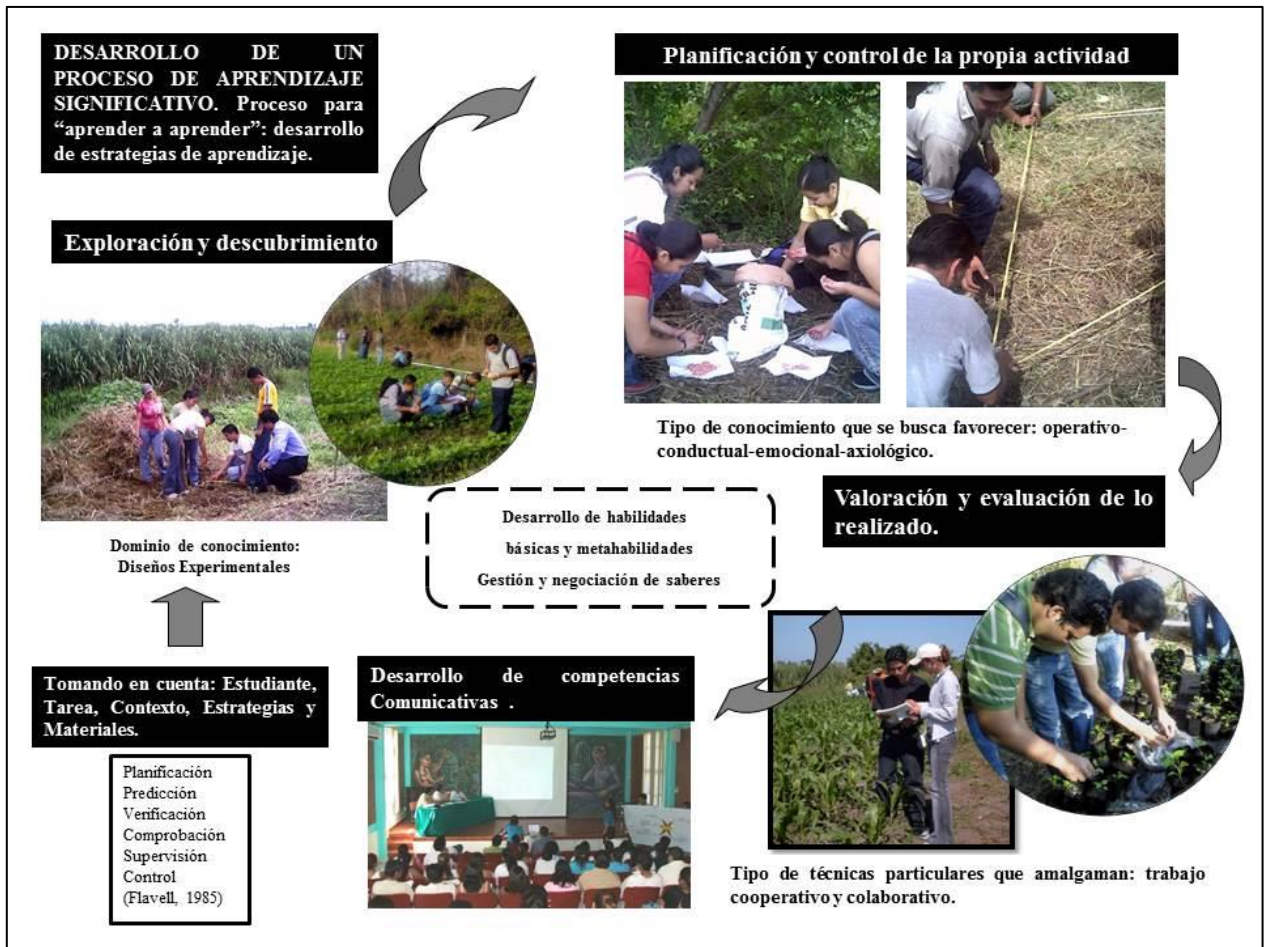 DESARROLLO DE UN
PROCESO DE APRENDIZAJE
SIGNIFICATIVO. Proceso para
“aprender a aprender”: desarrollo
de estrategias de aprendizaje.
Planificación y control de la propia actividad
Exploración y descubrimiento
Tipo de conocimiento que se busca favorecer: operativo-
conductual-emocional-axiológico.
Valoración y evaluación de lo
realizado.
Desarrollo de habilidades
básicas y metahabilidades
Gestión y negociación de saberes
Dominio de conocimiento:
Diseños Experimentales
Tomando en cuenta: Estudiante,
Tarea, Contexto, Estrategias y
Materiales.
Desarrollo de competencias
Comunicativas .
Planificación
Predicción
Verificación
Comprobación
Supervisión
Control
(Flavell, 1985)
Tipo de técnicas particulares que amalgaman: trabajo
cooperativo y colaborativo.